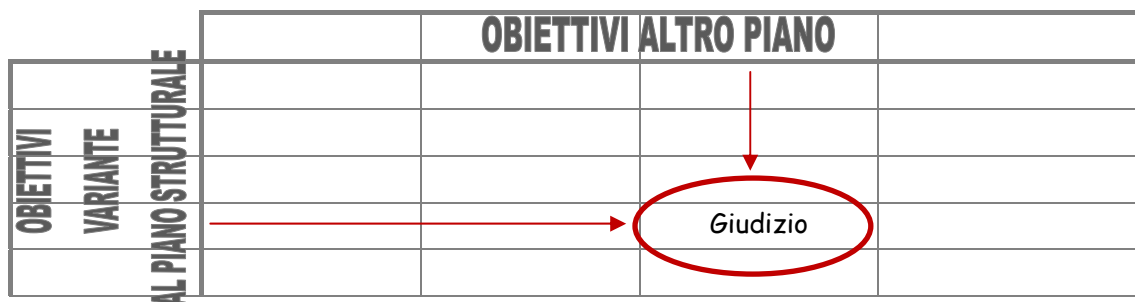 OBIETTIVI ALTRO PIANO
OBIETTIVI
VARIANTE
AL PIANO STRUTTURALE
Giudizio